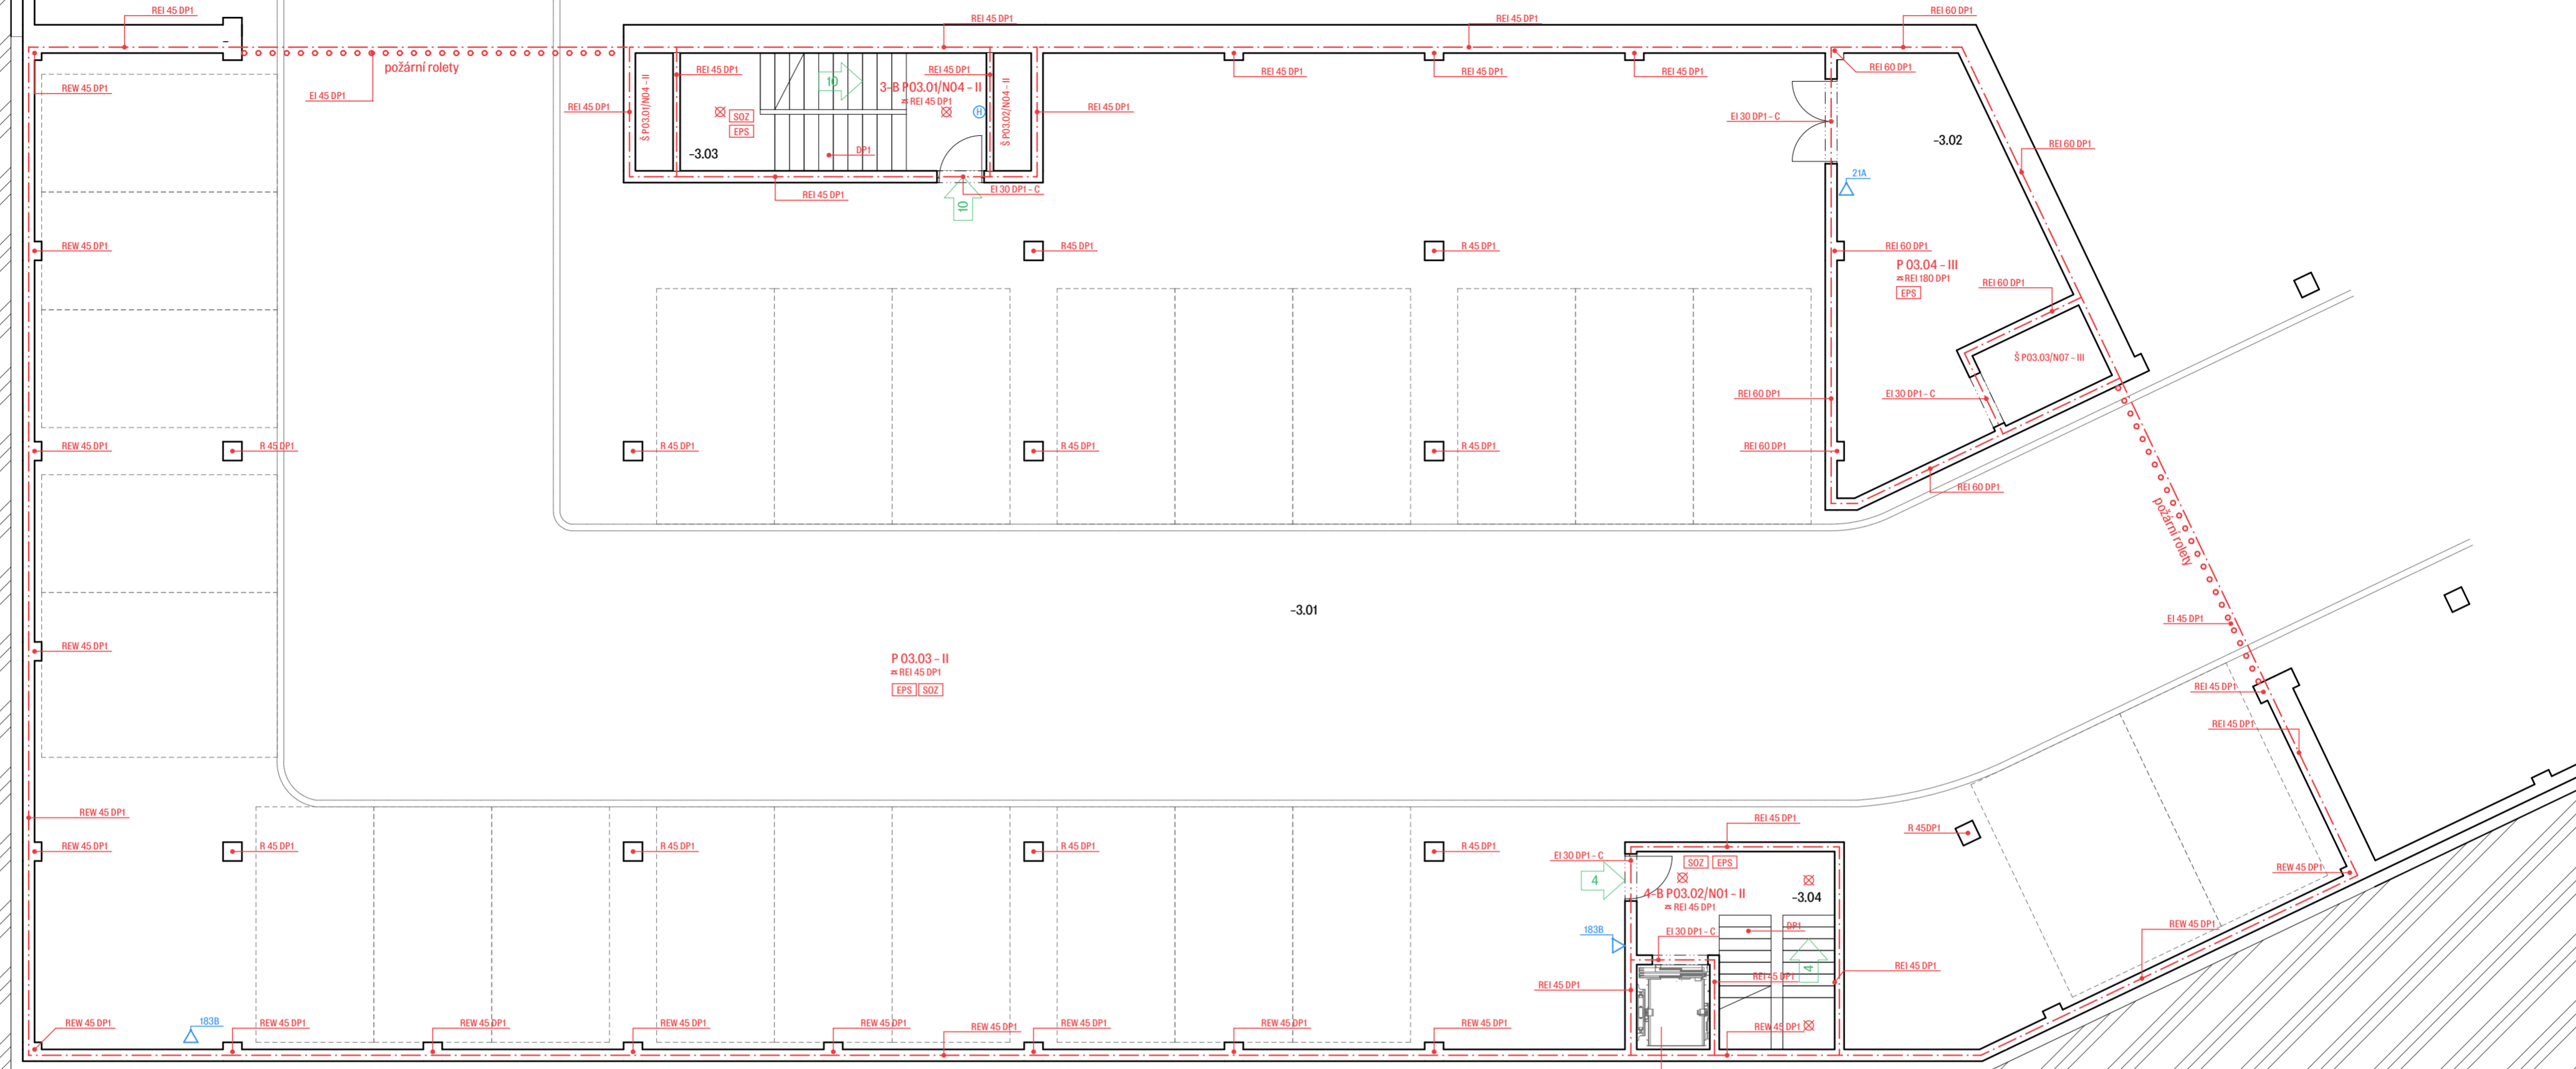 REI 45 DP1
REI 45 DP1
REI 45 DP1
REI 60 DP1
požární rolety
REI 45 DP1
REI 45 DP1
10
REI 60 DP1
REI 45 DP1
REI 45 DP1
REI 45 DP1
REW 45 DP1
EI 45 DP1
3-B P03.01/N04 – II
REI 45 DP1
REI 45 DP1
Š P03.01/N04 – II
SOZ
EPS
H
Š P03.02/N04 – II
REI 45 DP1
EI 30 DP1 – C
-3.03
DP1
-3.02
REI 60 DP1
21A
REI 45 DP1
EI 30 DP1 – C
10
REW 45 DP1
R45 DP1
R 45 DP1
REI 60 DP1
P 03.04 – III
REI 180 DP1
EPS
REI 60 DP1
Š P03.03/N07 – III
REI 60 DP1
EI 30 DP1 – C
REW 45 DP1
R 45 DP1
R 45 DP1
R 45 DP1
R 45 DP1
REI 60 DP1
REI 60 DP1
požární rolety
-3.01
EI 45 DP1
REW 45 DP1
P 03.03 – II
REI 45 DP1
EPS
SOZ
REI 45 DP1
REI 45 DP1
REW 45 DP1
REI 45 DP1
R 45DP1
REW 45 DP1
R 45 DP1
R 45 DP1
R 45 DP1
R 45 DP1
EI 30 DP1 – C
SOZ
EPS
REW 45 DP1
4
4-B P03.02/N01 – II
-3.04
REI 45 DP1
183B
EI 30 DP1 – C
DP1
REW 45 DP1
4
REI 45 DP1
REI 45 DP1
REI 45 DP1
REW 45 DP1
183B
REW 45 DP1
REW 45 DP1
REW 45 DP1
REW 45 DP1
REW 45 DP1
REW 45 DP1
REW 45 DP1
REW 45 DP1
REW 45 DP1